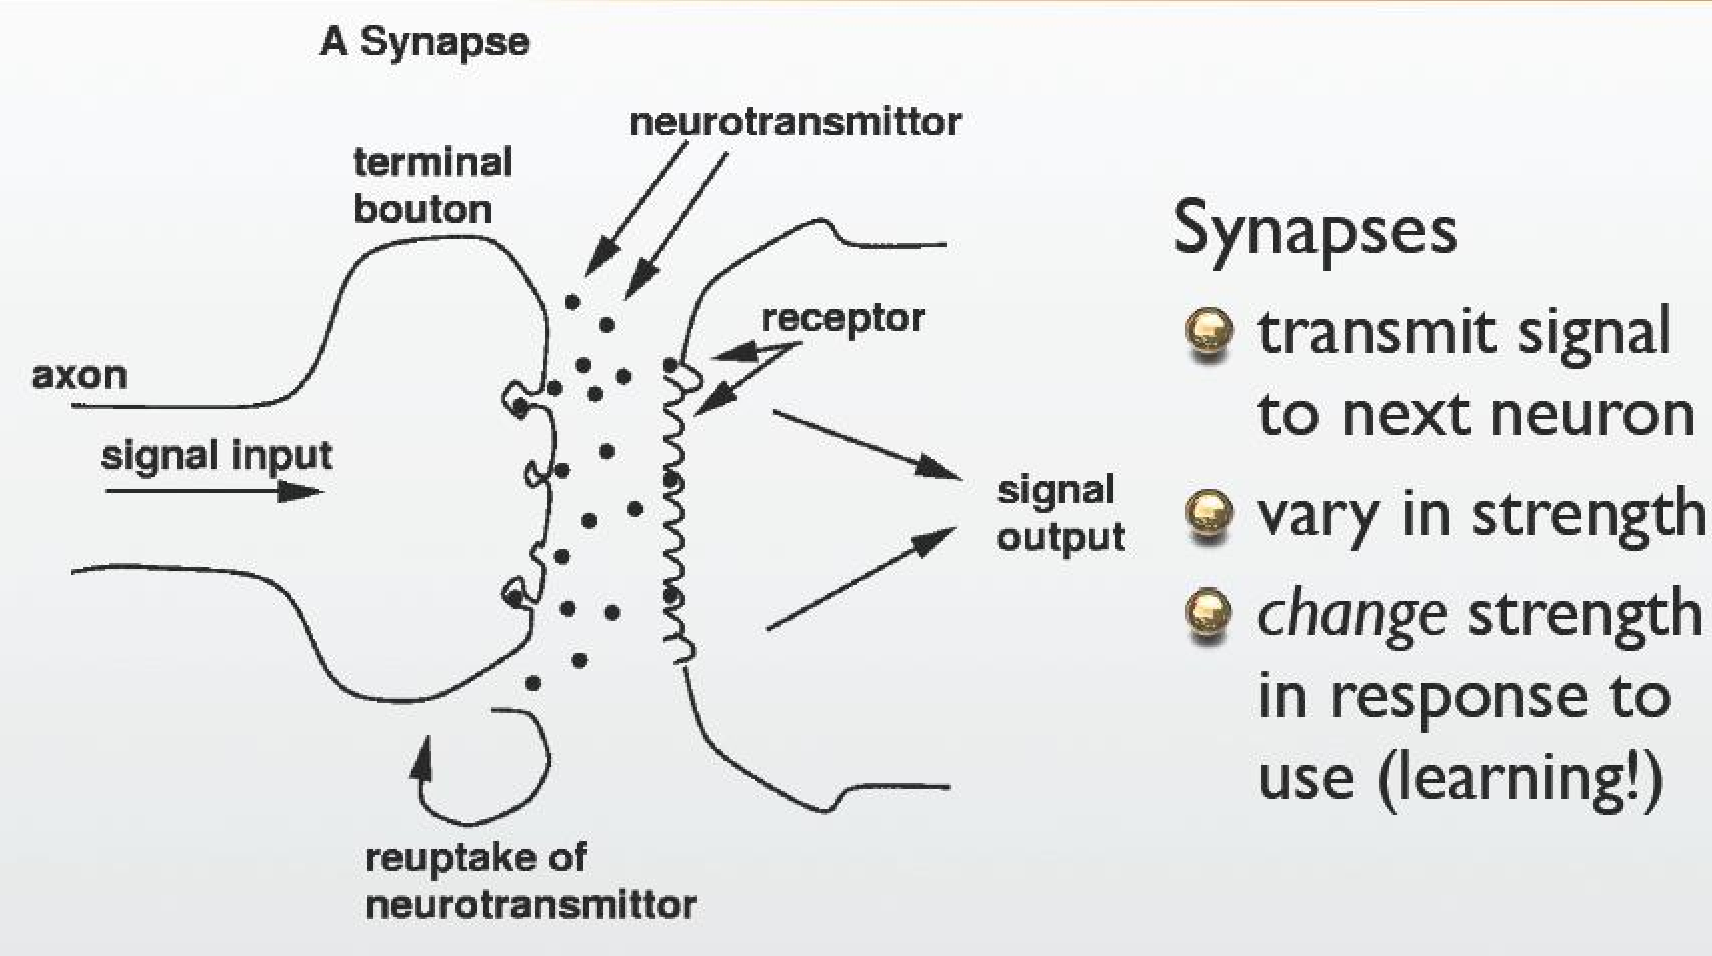 A Synapse
neurotransmittor
terminal
bouton
receptor
axon
signal input
signal
output
reuptake of
neurotransmittor
Synapses
transmit signal
to next neuron
vary in strength
change strength
in response to
use (learning!)